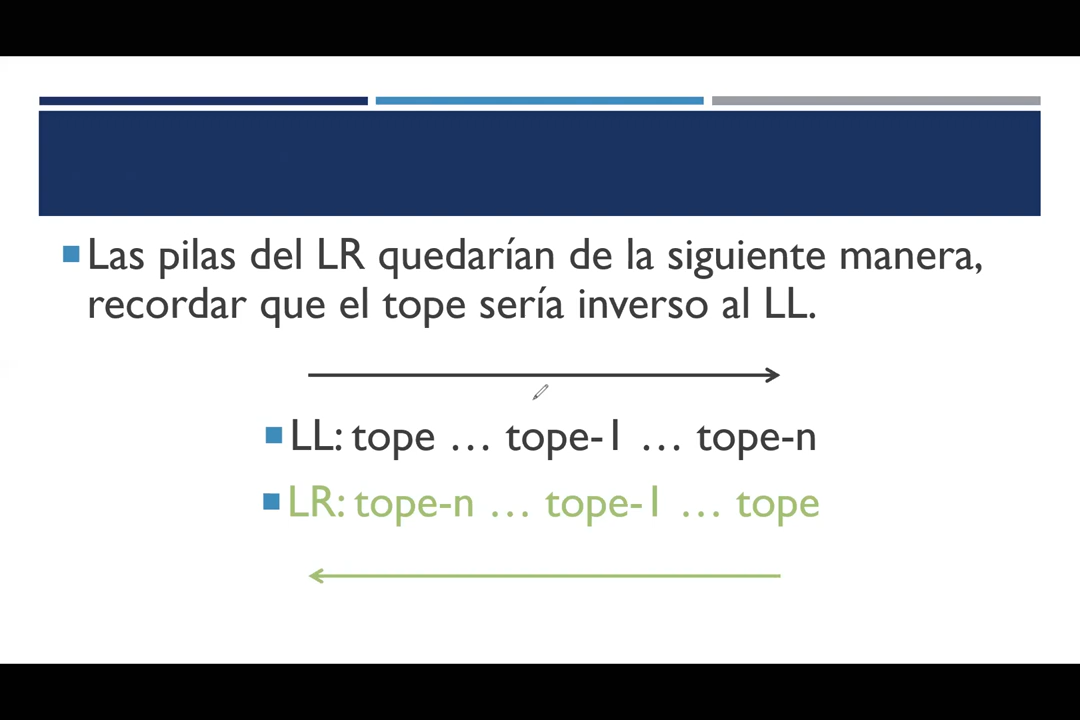 Las pilas del LR quedarían de la siguiente manera,
recordar que el tope sería inverso al LL.
LL: tope … tope-1 … tope-n
LR: tope-n … tope-1 … tope